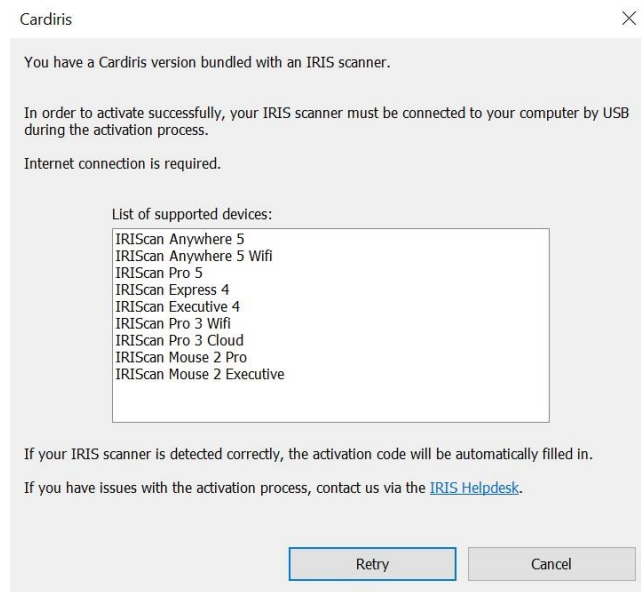 Cardiris
You have a Cardiris version bundled with an IRIS scanner.
In order to activate successfully, your IRIS scanner must be connected to your computer by USB
during the activation process.
Internet connection is required.
List of supported devices:
IRIScan Anywhere 5
IRIScan Anywhere 5 Wifi
IRIScan Pro 5
IRIScan Express 4
IRIScan Executive 4
IRIScan Pro 3 Wifi
IRIScan Pro 3 Cloud
IRIScan Mouse 2 Pro
IRIScan Mouse 2 Executive
If your IRIS scanner is detected correctly, the activation code will be automatically filled in.
If you have issues with the activation process, contact us via the IRIS Helpdesk.
Retry Cancel